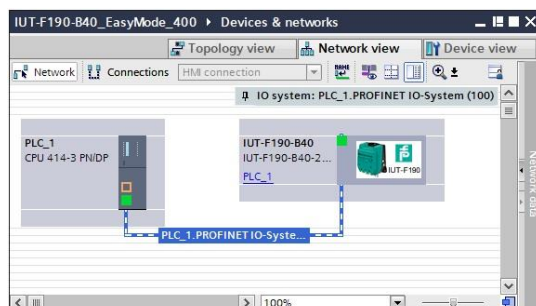 IUT-F190-B40_EasyMode_400 ▸ Devices & networks
Topology view Network view Device view
Network Connections HMI connection
IO system: PLC_1.PROFINET IO-System (100)
PLC_1
CPU 414-3 PN/DP
IUT-F190-B40
IUT-F190-B40-2...
PLC_1
IUT-F190
PLC_1.PROFINET IO-Syste...
100%
Network data